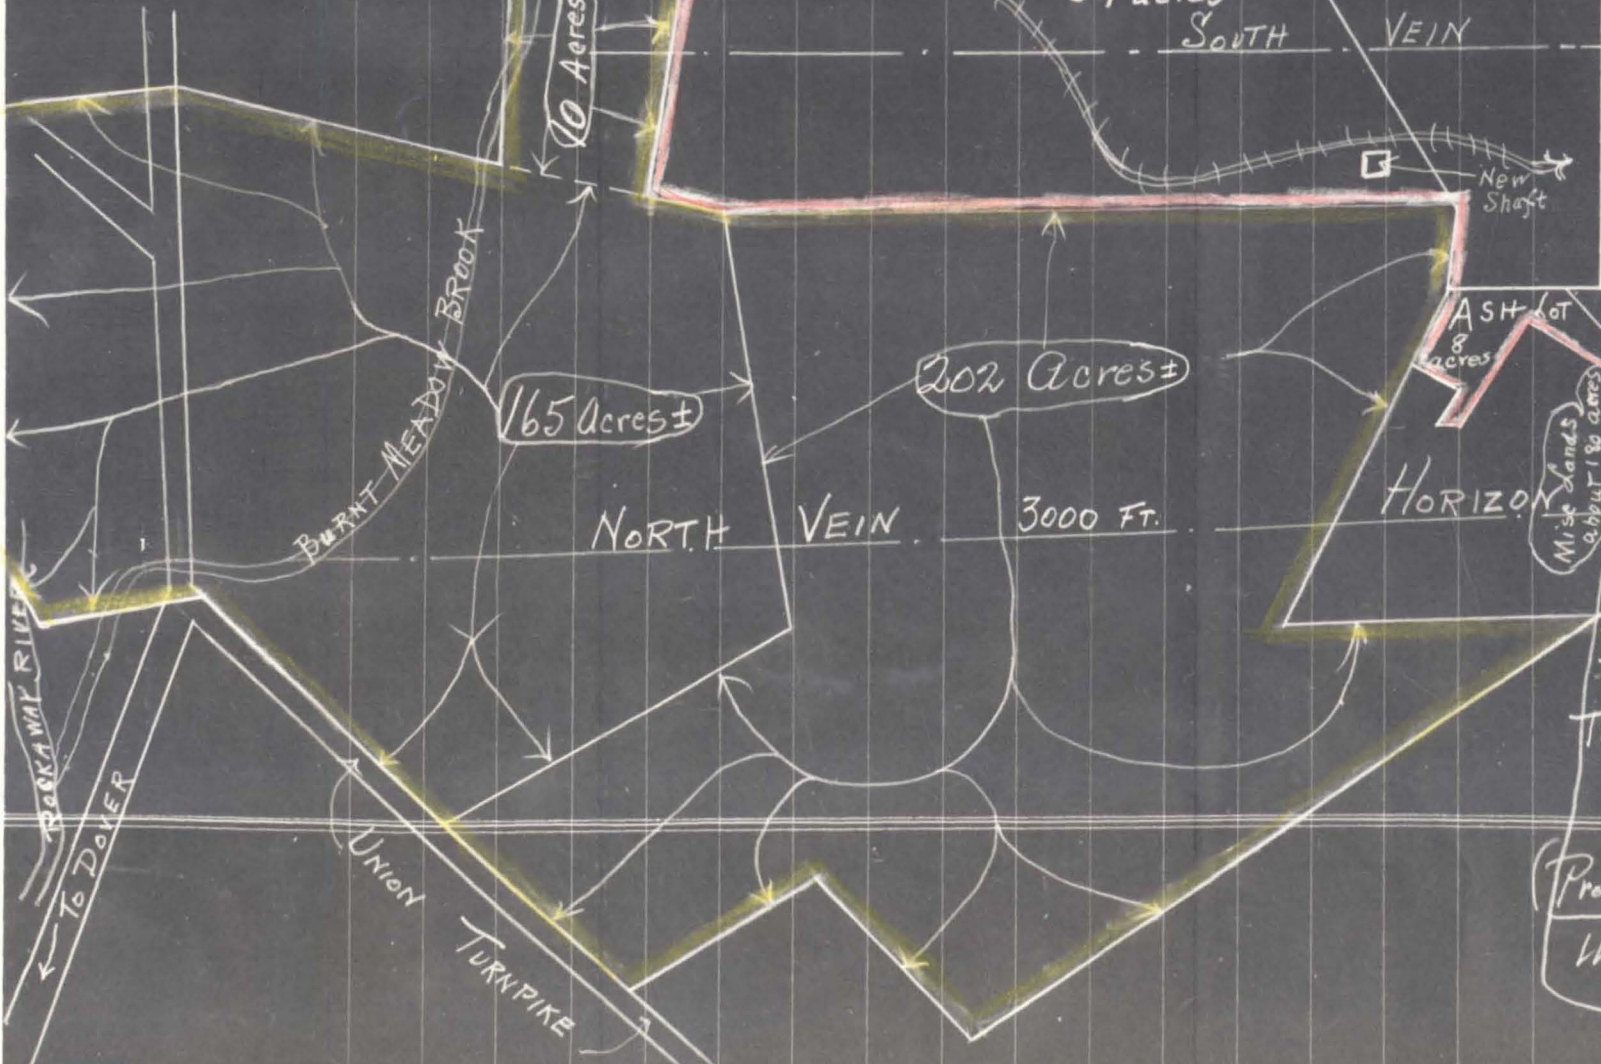 SOUTH VEIN
10 Acres
New
Shaft
BURNT MEADOW BROOK
ASH LOT
8
acres
202 Acres±
165 Acres±
Mise Lands
about 180 acres
HORIZON
NORTH VEIN 3000 FT.
ROCKAWAY RIVER
TO DOVER
UNION TURNPIKE